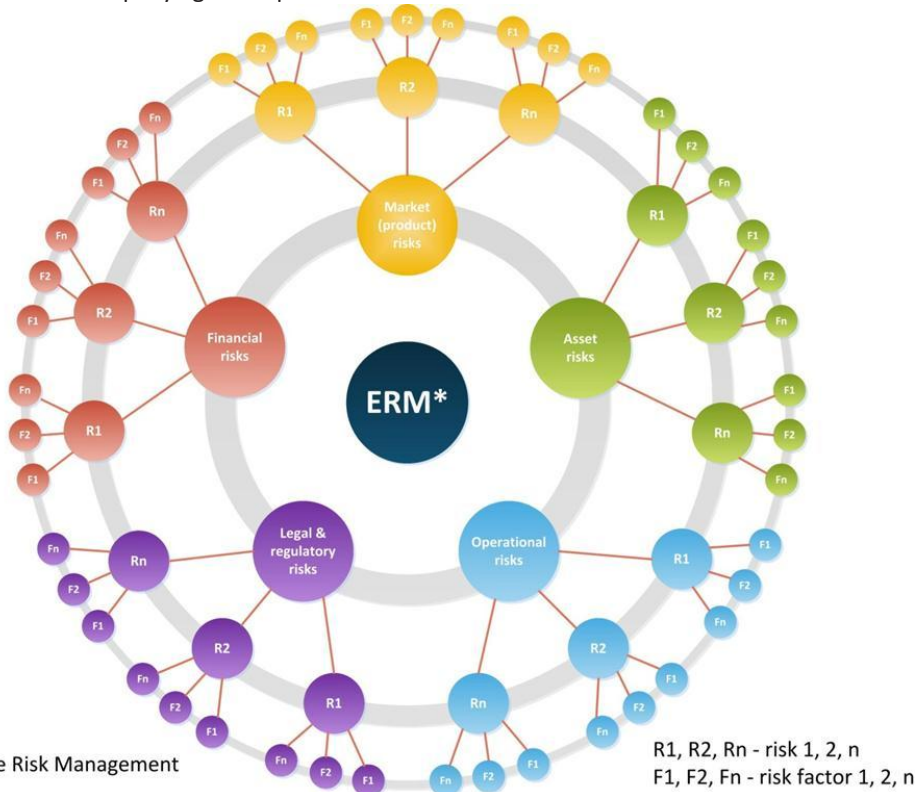 F1
F2
Fn
F1
F2
Fn
F1
F2
Fn
R1
R2
Rn
Market
(product)
risks
F1
F2
Fn
R1
F1
F2
Fn
R2
F1
F2
Fn
Rn
Asset
risks
F1
F2
Fn
R1
F1
F2
Fn
R2
F1
F2
Fn
Rn
Operational
risks
F1
F2
Fn
R1
F1
F2
Fn
R2
F1
F2
Fn
Rn
Legal &
regulatory
risks
F1
F2
Fn
R1
F1
F2
Fn
R2
F1
F2
Fn
Rn
Financial
risks
ERM*
Risk Management
R1, R2, Rn - risk 1, 2, n
F1, F2, Fn - risk factor 1, 2, n